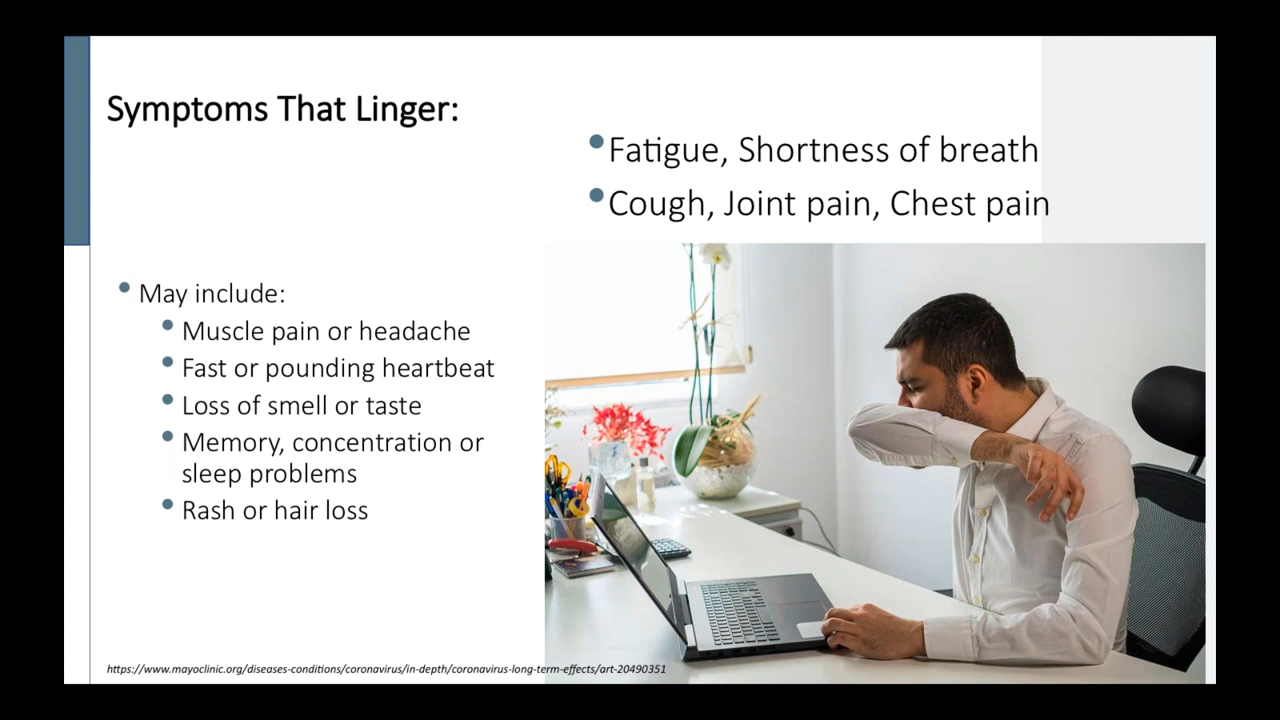 Symptoms That Linger:
Fatigue, Shortness of breath
Cough, Joint pain, Chest pain
May include:
Muscle pain or headache
Fast or pounding heartbeat
Loss of smell or taste
Memory, concentration or
sleep problems
Rash or hair loss
https://www.mayoclinic.org/diseases-conditions/coronavirus/in-depth/coronavirus-long-term-effects/art-20490351